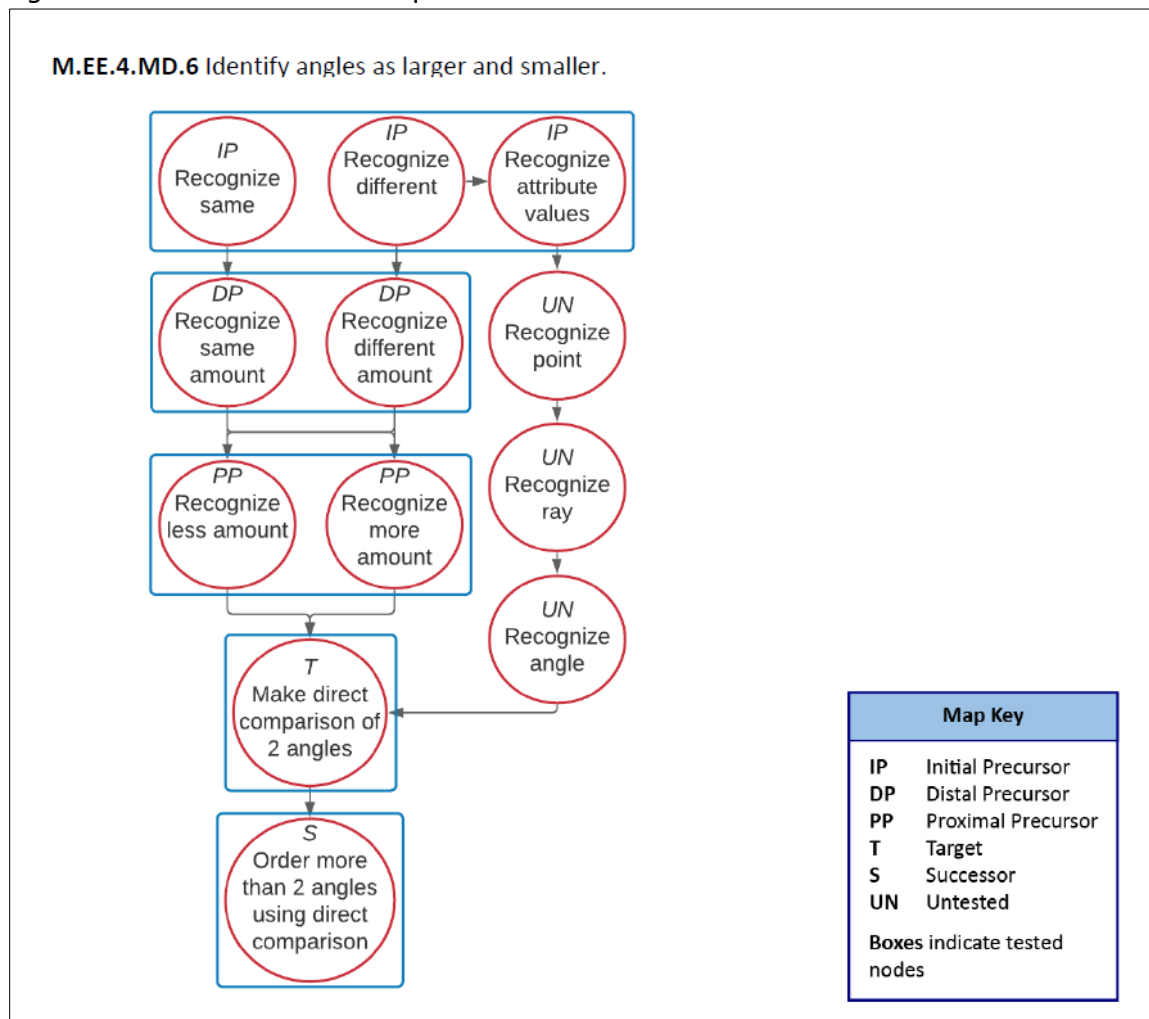 M.EE.4.MD.6 Identify angles as larger and smaller.
IP
Recognize
same
IP
Recognize
different
IP
Recognize
attribute
values
DP
Recognize
same
amount
DP
Recognize
different
amount
UN
Recognize
point
PP
Recognize
less amount
PP
Recognize
more
amount
UN
Recognize
ray
UN
Recognize
angle
T
Make direct
comparison of
2 angles
S
Order more
than 2 angles
using direct
comparison
Map Key
IP Initial Precursor
DP Distal Precursor
PP Proximal Precursor
T Target
S Successor
UN Untested
Boxes indicate tested
nodes